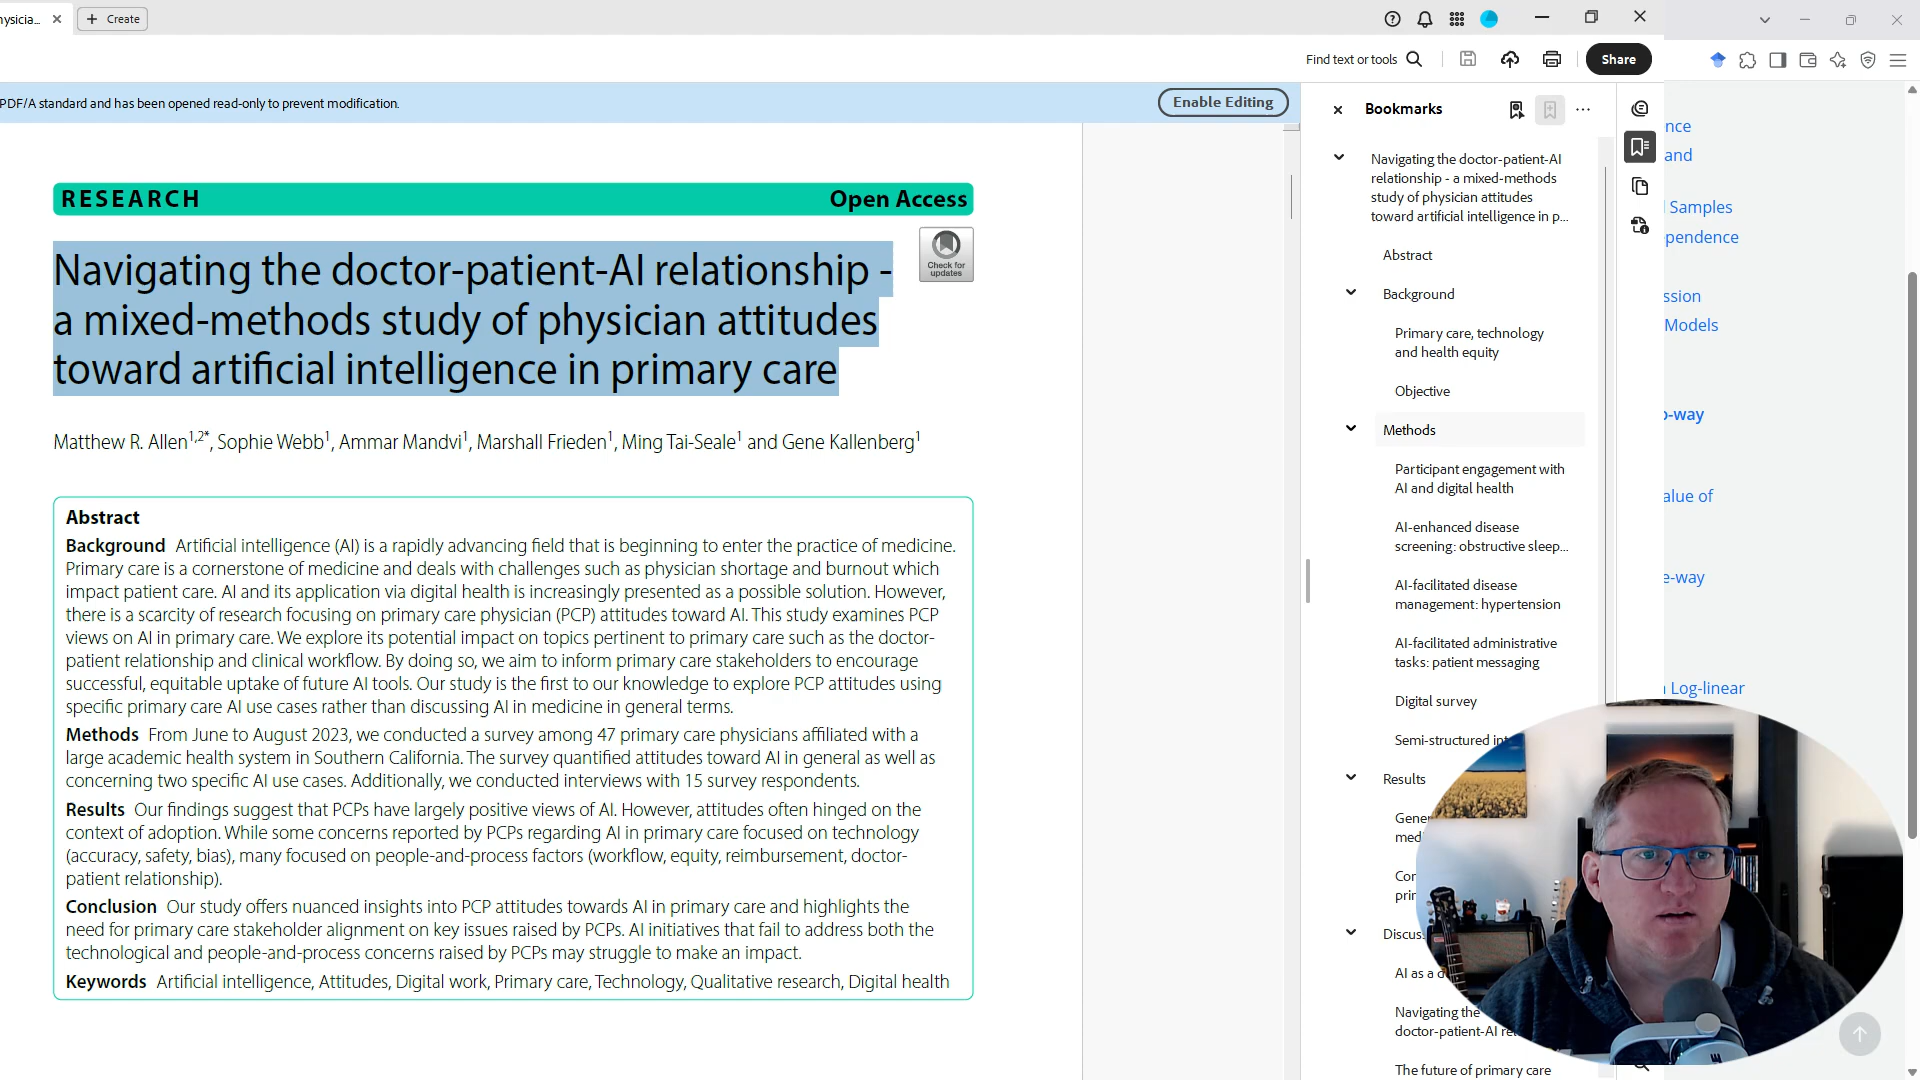 hysicia...
Create
Find text or tools
Share
PDF/A standard and has been opened read-only to prevent modification.
Enable Editing
RESEARCH
Open Access
Check for
updates
Navigating the doctor-patient-AI relationship -
a mixed-methods study of physician attitudes
toward artificial intelligence in primary care
Matthew R. Allen1,2*, Sophie Webb1, Ammar Mandvi1, Marshall Frieden1, Ming Tai-Seale1 and Gene Kallenberg1
Abstract
Background Artificial intelligence (AI) is a rapidly advancing field that is beginning to enter the practice of medicine.
Primary care is a cornerstone of medicine and deals with challenges such as physician shortage and burnout which
impact patient care. AI and its application via digital health is increasingly presented as a possible solution. However,
there is a scarcity of research focusing on primary care physician (PCP) attitudes toward AI. This study examines PCP
views on AI in primary care. We explore its potential impact on topics pertinent to primary care such as the doctor-
patient relationship and clinical workflow. By doing so, we aim to inform primary care stakeholders to encourage
successful, equitable uptake of future AI tools. Our study is the first to our knowledge to explore PCP attitudes using
specific primary care AI use cases rather than discussing AI in medicine in general terms.
Methods From June to August 2023, we conducted a survey among 47 primary care physicians affiliated with a
large academic health system in Southern California. The survey quantified attitudes toward AI in general as well as
concerning two specific AI use cases. Additionally, we conducted interviews with 15 survey respondents.
Results Our findings suggest that PCPs have largely positive views of AI. However, attitudes often hinged on the
context of adoption. While some concerns reported by PCPs regarding AI in primary care focused on technology
(accuracy, safety, bias), many focused on people-and-process factors (workflow, equity, reimbursement, doctor-
patient relationship).
Conclusion Our study offers nuanced insights into PCP attitudes towards AI in primary care and highlights the
need for primary care stakeholder alignment on key issues raised by PCPs. AI initiatives that fail to address both the
technological and people-and-process concerns raised by PCPs may struggle to make an impact.
Keywords Artificial intelligence, Attitudes, Digital work, Primary care, Technology, Qualitative research, Digital health
Bookmarks
Navigating the doctor-patient-AI
relationship - a mixed-methods
study of physician attitudes
toward artificial intelligence in p...
Abstract
Background
Primary care, technology
and health equity
Objective
Methods
Participant engagement with
AI and digital health
AI-enhanced disease
screening: obstructive sleep...
AI-facilitated disease
management: hypertension
AI-facilitated administrative
tasks: patient messaging
Digital survey
Semi-structured int
Results
Gener
medi
Con
prin
Discus
AI as a d
Navigating the
doctor-patient-AI re
The future of primary care
nce
and
Samples
pendence
ssion
Models
-way
alue of
e-way
Log-linear